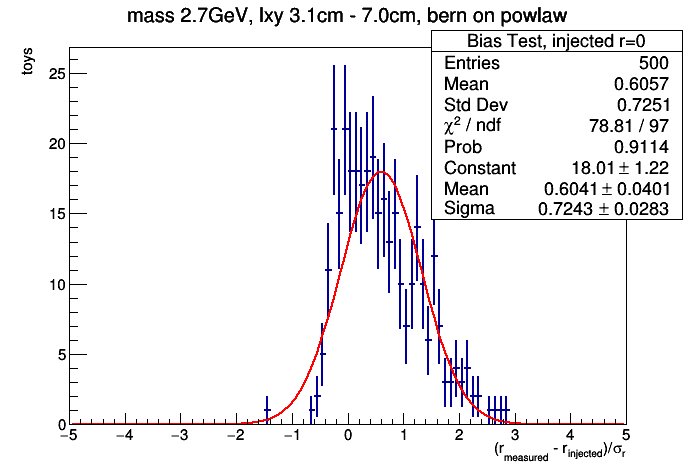 mass 2.7GeV, lxy 3.1cm - 7.0cm, bern on powlaw
toys
Bias Test, injected r=0
Entries 500
Mean 0.6057
Std Dev 0.7251
χ² / ndf 78.81 / 97
Prob 0.9114
Constant 18.01 ± 1.22
Mean 0.6041 ± 0.0401
Sigma 0.7243 ± 0.0283
25
20
15
10
5
0
−5 −4 −3 −2 −1 0 1 2 3 4 5
(r_measured - r_injected)/σ_r